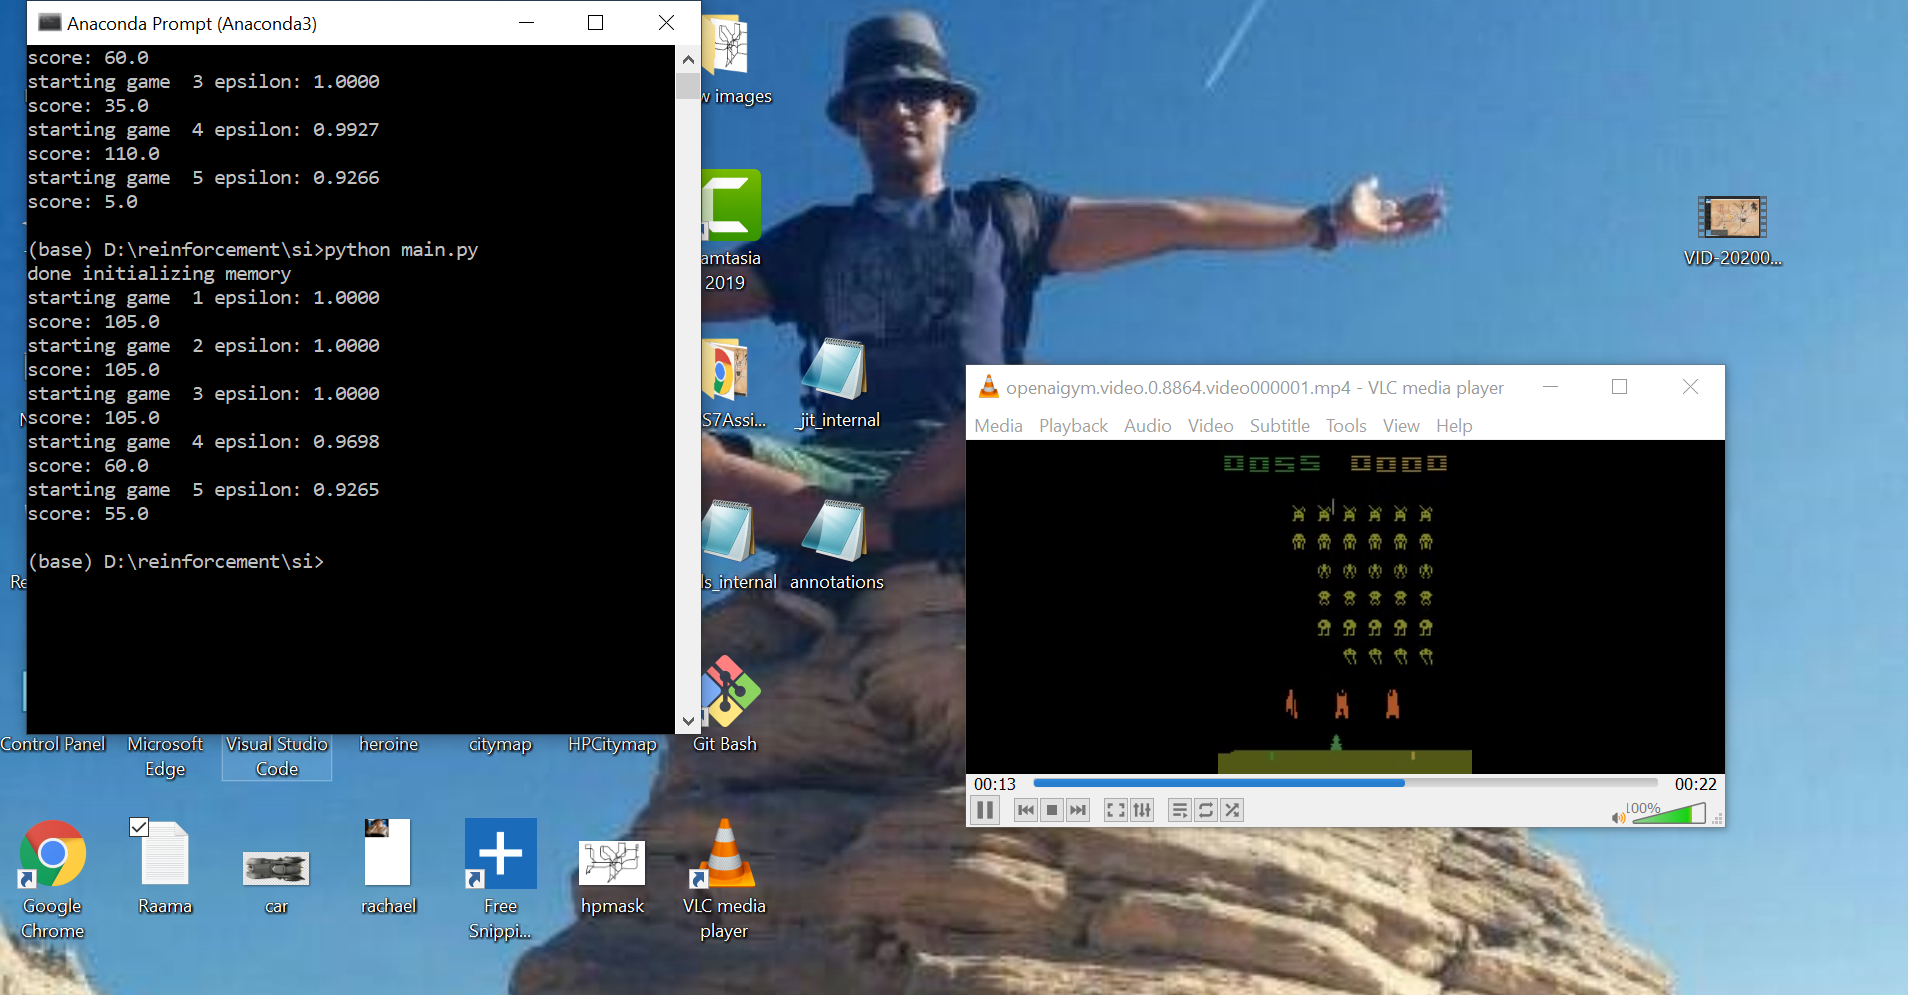 Anaconda Prompt (Anaconda3)
score: 60.0
starting game  3 epsilon: 1.0000
score: 35.0
starting game  4 epsilon: 0.9927
score: 110.0
starting game  5 epsilon: 0.9266
score: 5.0
(base) D:\reinforcement\si>python main.py
done initializing memory
starting game  1 epsilon: 1.0000
score: 105.0
starting game  2 epsilon: 1.0000
score: 105.0
starting game  3 epsilon: 1.0000
score: 105.0
starting game  4 epsilon: 0.9698
score: 60.0
starting game  5 epsilon: 0.9265
score: 55.0
(base) D:\reinforcement\si>
w images
amtasia
2019
S7Assi...
_jit_internal
ls_internal
annotations
Re
VID-20200...
openaigym.video.0.8864.video000001.mp4 - VLC media player
Media Playback Audio Video Subtitle Tools View Help
0055 0000
00:13
00:22
100%
Control Panel
Microsoft
Edge
Visual Studio
Code
heroine
citymap
HPCitymap
Git Bash
Google
Chrome
Raama
car
rachael
Free
Snippi...
hpmask
VLC media
player